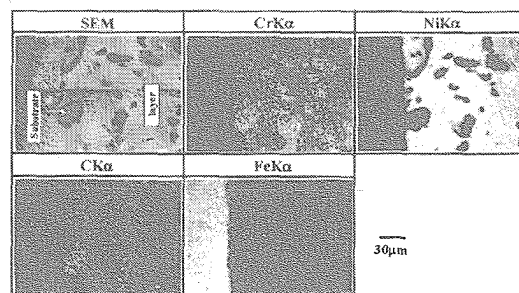 SEM
CrKα
NiKα
Substrate
layer
CKα
FeKα
30μm